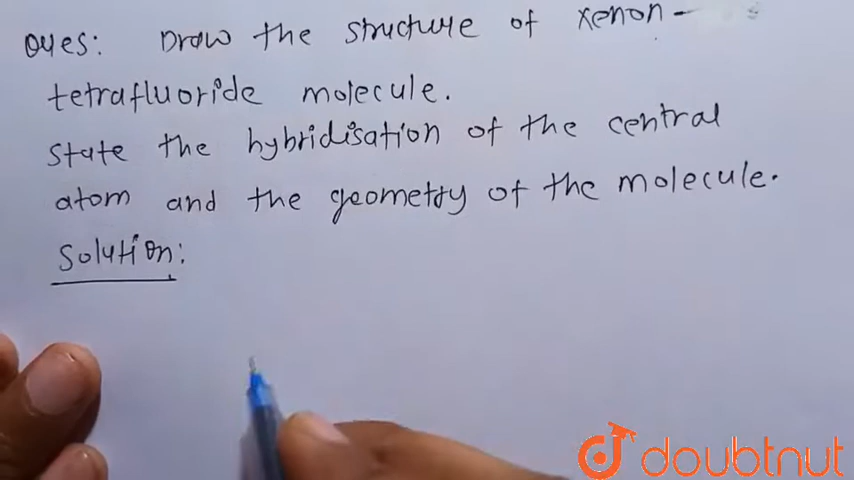 Oues: Draw the structure of xenon-
tetrafluoride molecule.
State the hybridisation of the central
atom and the geometry of the molecule.
Solution:
doubtnut